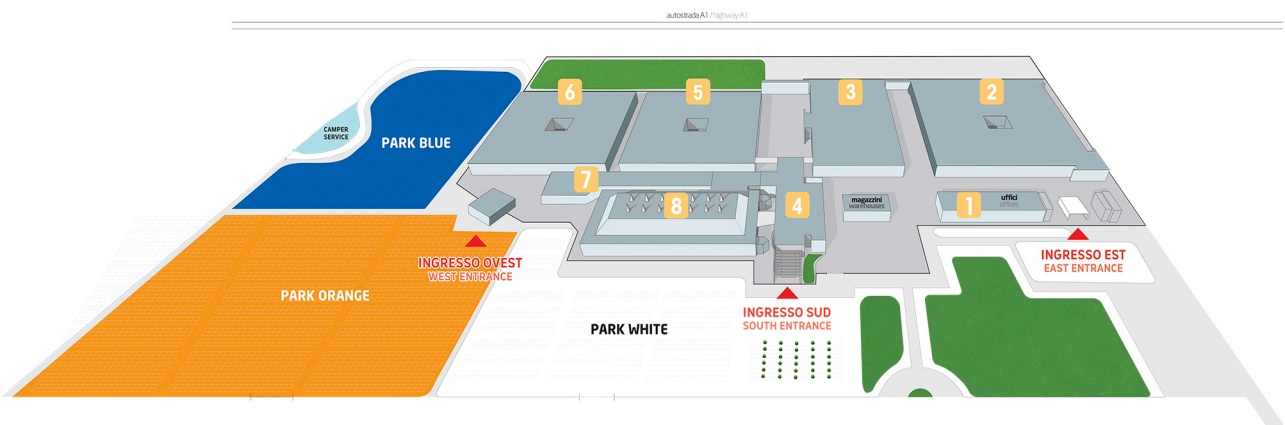 autostrada A1 / highway A1
6
5
3
2
CAMPER
SERVICE
PARK BLUE
7
8
4
magazzini
warehouses
1
uffici
offices
INGRESSO OVEST
WEST ENTRANCE
INGRESSO EST
EAST ENTRANCE
PARK ORANGE
INGRESSO SUD
SOUTH ENTRANCE
PARK WHITE